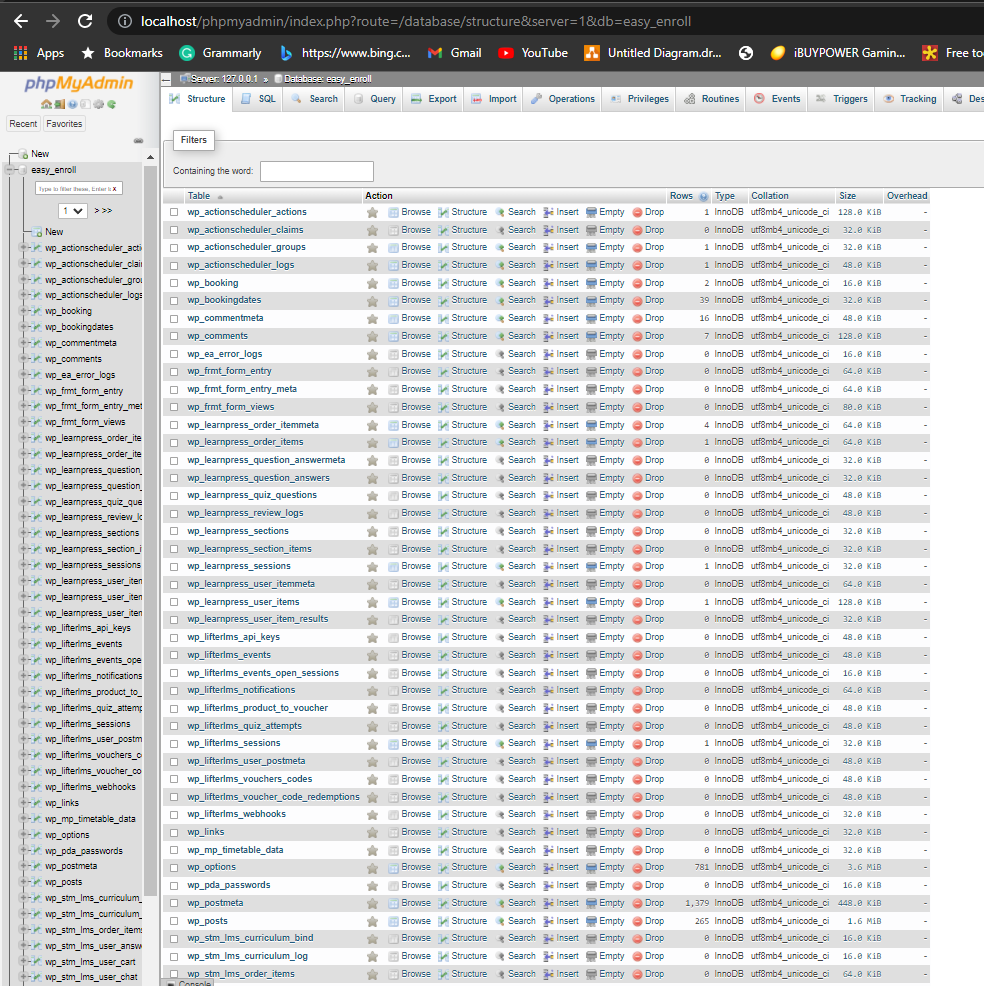 localhost/phpmyadmin/index.php?route=/database/structure&server=1&db=easy_enroll
Apps Bookmarks Grammarly https://www.bing.c... Gmail YouTube Untitled Diagram.dr... iBUYPOWER Gamin... Free to
phpMyAdmin
Recent Favorites
New
easy_enroll
Type to filter these, Enter to X
1 > >>
New
wp_actionscheduler_acti
wp_actionscheduler_clai
wp_actionscheduler_grou
wp_actionscheduler_logs
wp_booking
wp_bookingdates
wp_commentmeta
wp_comments
wp_ea_error_logs
wp_frmt_form_entry
wp_frmt_form_entry_met
wp_frmt_form_views
wp_learnpress_order_ite
wp_learnpress_order_ite
wp_learnpress_question_
wp_learnpress_question_
wp_learnpress_quiz_que
wp_learnpress_review_lo
wp_learnpress_sections
wp_learnpress_section_i
wp_learnpress_sessions
wp_learnpress_user_iten
wp_learnpress_user_iten
wp_learnpress_user_iten
wp_lifterlms_api_keys
wp_lifterlms_events
wp_lifterlms_events_ope
wp_lifterlms_notifications
wp_lifterlms_product_to_
wp_lifterlms_quiz_attemp
wp_lifterlms_sessions
wp_lifterlms_user_postm
wp_lifterlms_vouchers_c
wp_lifterlms_voucher_co
wp_lifterlms_webhooks
wp_links
wp_mp_timetable_data
wp_options
wp_pda_passwords
wp_postmeta
wp_posts
wp_stm_lms_curriculum_
wp_stm_lms_curriculum_
wp_stm_lms_order_items
wp_stm_lms_user_answ
wp_stm_lms_user_cart
wp_stm_lms_user_chat
Server: 127.0.0.1 » Database: easy_enroll
Structure SQL Search Query Export Import Operations Privileges Routines Events Triggers Tracking Des
Filters
Containing the word:
Table Action Rows Type Collation Size Overhead
wp_actionscheduler_actions Browse Structure Search Insert Empty Drop 1 InnoDB utf8mb4_unicode_ci 128.0 KiB -
wp_actionscheduler_claims Browse Structure Search Insert Empty Drop 0 InnoDB utf8mb4_unicode_ci 32.0 KiB -
wp_actionscheduler_groups Browse Structure Search Insert Empty Drop 1 InnoDB utf8mb4_unicode_ci 32.0 KiB -
wp_actionscheduler_logs Browse Structure Search Insert Empty Drop 1 InnoDB utf8mb4_unicode_ci 48.0 KiB -
wp_booking Browse Structure Search Insert Empty Drop 2 InnoDB utf8mb4_unicode_ci 16.0 KiB -
wp_bookingdates Browse Structure Search Insert Empty Drop 39 InnoDB utf8mb4_unicode_ci 32.0 KiB -
wp_commentmeta Browse Structure Search Insert Empty Drop 16 InnoDB utf8mb4_unicode_ci 48.0 KiB -
wp_comments Browse Structure Search Insert Empty Drop 7 InnoDB utf8mb4_unicode_ci 128.0 KiB -
wp_ea_error_logs Browse Structure Search Insert Empty Drop 0 InnoDB utf8mb4_unicode_ci 16.0 KiB -
wp_frmt_form_entry Browse Structure Search Insert Empty Drop 0 InnoDB utf8mb4_unicode_ci 64.0 KiB -
wp_frmt_form_entry_meta Browse Structure Search Insert Empty Drop 0 InnoDB utf8mb4_unicode_ci 64.0 KiB -
wp_frmt_form_views Browse Structure Search Insert Empty Drop 0 InnoDB utf8mb4_unicode_ci 80.0 KiB -
wp_learnpress_order_itemmeta Browse Structure Search Insert Empty Drop 4 InnoDB utf8mb4_unicode_ci 64.0 KiB -
wp_learnpress_order_items Browse Structure Search Insert Empty Drop 1 InnoDB utf8mb4_unicode_ci 64.0 KiB -
wp_learnpress_question_answermeta Browse Structure Search Insert Empty Drop 0 InnoDB utf8mb4_unicode_ci 32.0 KiB -
wp_learnpress_question_answers Browse Structure Search Insert Empty Drop 0 InnoDB utf8mb4_unicode_ci 32.0 KiB -
wp_learnpress_quiz_questions Browse Structure Search Insert Empty Drop 0 InnoDB utf8mb4_unicode_ci 48.0 KiB -
wp_learnpress_review_logs Browse Structure Search Insert Empty Drop 0 InnoDB utf8mb4_unicode_ci 48.0 KiB -
wp_learnpress_sections Browse Structure Search Insert Empty Drop 0 InnoDB utf8mb4_unicode_ci 32.0 KiB -
wp_learnpress_section_items Browse Structure Search Insert Empty Drop 0 InnoDB utf8mb4_unicode_ci 32.0 KiB -
wp_learnpress_sessions Browse Structure Search Insert Empty Drop 1 InnoDB utf8mb4_unicode_ci 32.0 KiB -
wp_learnpress_user_itemmeta Browse Structure Search Insert Empty Drop 0 InnoDB utf8mb4_unicode_ci 64.0 KiB -
wp_learnpress_user_items Browse Structure Search Insert Empty Drop 1 InnoDB utf8mb4_unicode_ci 128.0 KiB -
wp_learnpress_user_item_results Browse Structure Search Insert Empty Drop 0 InnoDB utf8mb4_unicode_ci 32.0 KiB -
wp_lifterlms_api_keys Browse Structure Search Insert Empty Drop 0 InnoDB utf8mb4_unicode_ci 48.0 KiB -
wp_lifterlms_events Browse Structure Search Insert Empty Drop 0 InnoDB utf8mb4_unicode_ci 48.0 KiB -
wp_lifterlms_events_open_sessions Browse Structure Search Insert Empty Drop 0 InnoDB utf8mb4_unicode_ci 16.0 KiB -
wp_lifterlms_notifications Browse Structure Search Insert Empty Drop 0 InnoDB utf8mb4_unicode_ci 64.0 KiB -
wp_lifterlms_product_to_voucher Browse Structure Search Insert Empty Drop 0 InnoDB utf8mb4_unicode_ci 48.0 KiB -
wp_lifterlms_quiz_attempts Browse Structure Search Insert Empty Drop 0 InnoDB utf8mb4_unicode_ci 48.0 KiB -
wp_lifterlms_sessions Browse Structure Search Insert Empty Drop 1 InnoDB utf8mb4_unicode_ci 32.0 KiB -
wp_lifterlms_user_postmeta Browse Structure Search Insert Empty Drop 0 InnoDB utf8mb4_unicode_ci 48.0 KiB -
wp_lifterlms_vouchers_codes Browse Structure Search Insert Empty Drop 0 InnoDB utf8mb4_unicode_ci 48.0 KiB -
wp_lifterlms_voucher_code_redemptions Browse Structure Search Insert Empty Drop 0 InnoDB utf8mb4_unicode_ci 48.0 KiB -
wp_lifterlms_webhooks Browse Structure Search Insert Empty Drop 0 InnoDB utf8mb4_unicode_ci 32.0 KiB -
wp_links Browse Structure Search Insert Empty Drop 0 InnoDB utf8mb4_unicode_ci 32.0 KiB -
wp_mp_timetable_data Browse Structure Search Insert Empty Drop 0 InnoDB utf8mb4_unicode_ci 32.0 KiB -
wp_options Browse Structure Search Insert Empty Drop 781 InnoDB utf8mb4_unicode_ci 3.6 MiB -
wp_pda_passwords Browse Structure Search Insert Empty Drop 0 InnoDB utf8mb4_unicode_ci 16.0 KiB -
wp_postmeta Browse Structure Search Insert Empty Drop 1,379 InnoDB utf8mb4_unicode_ci 448.0 KiB -
wp_posts Browse Structure Search Insert Empty Drop 265 InnoDB utf8mb4_unicode_ci 1.6 MiB -
wp_stm_lms_curriculum_bind Browse Structure Search Insert Empty Drop 0 InnoDB utf8mb4_unicode_ci 16.0 KiB -
wp_stm_lms_curriculum_log Browse Structure Search Insert Empty Drop 0 InnoDB utf8mb4_unicode_ci 16.0 KiB -
wp_stm_lms_order_items Browse Structure Search Insert Empty Drop 0 InnoDB utf8mb4_unicode_ci 64.0 KiB -
Console